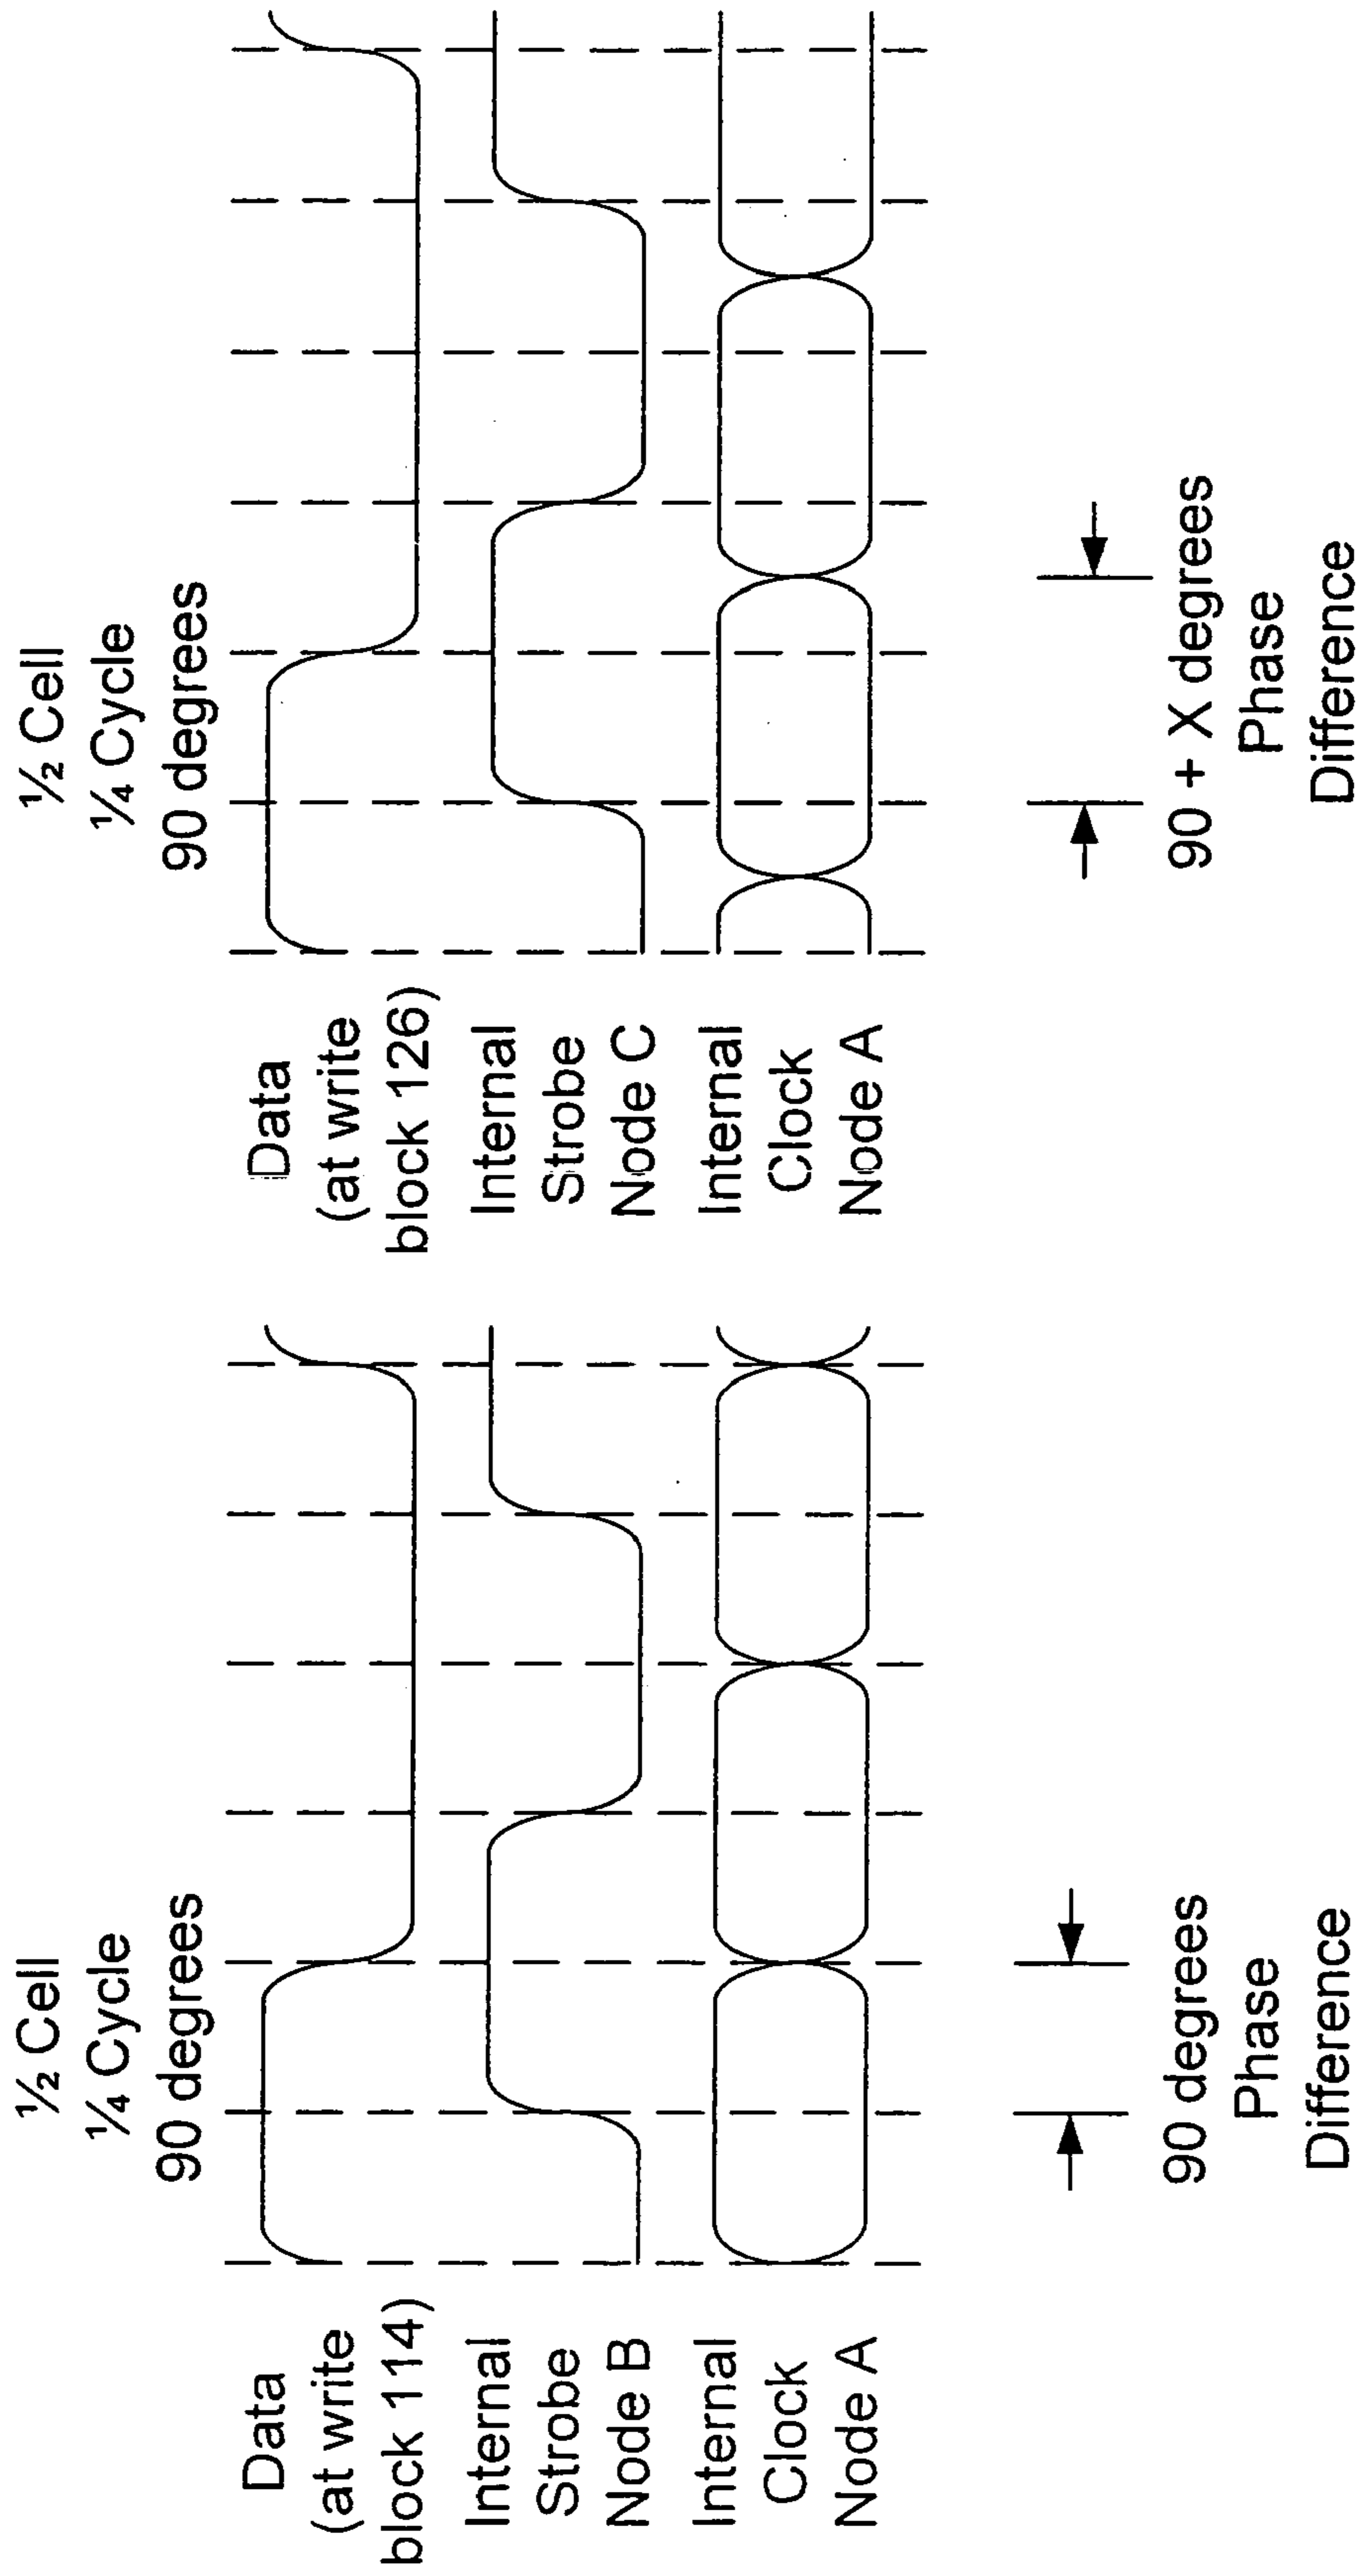 ½ Cell
¼ Cycle
90 degrees
Data
(at write
block 114)
Internal
Strobe
Node B
Internal
Clock
Node A
90 degrees
Phase
Difference
½ Cell
¼ Cycle
90 degrees
Data
(at write
block 126)
Internal
Strobe
Node C
Internal
Clock
Node A
90 + X degrees
Phase
Difference